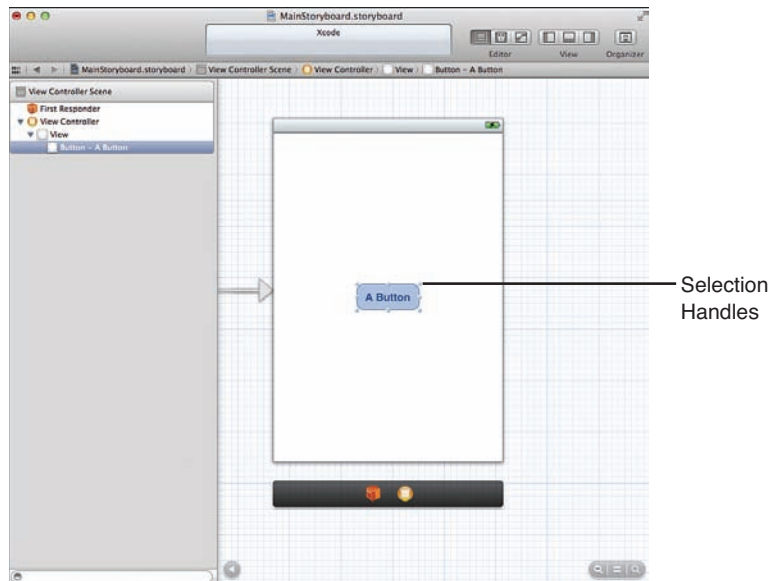 MainStoryboard.storyboard
Xcode
Editor
View
Organizer
MainStoryboard.storyboard
View Controller Scene
View Controller
View
Button - A Button
View Controller Scene
First Responder
View Controller
View
Button - A Button
A Button
Selection
Handles